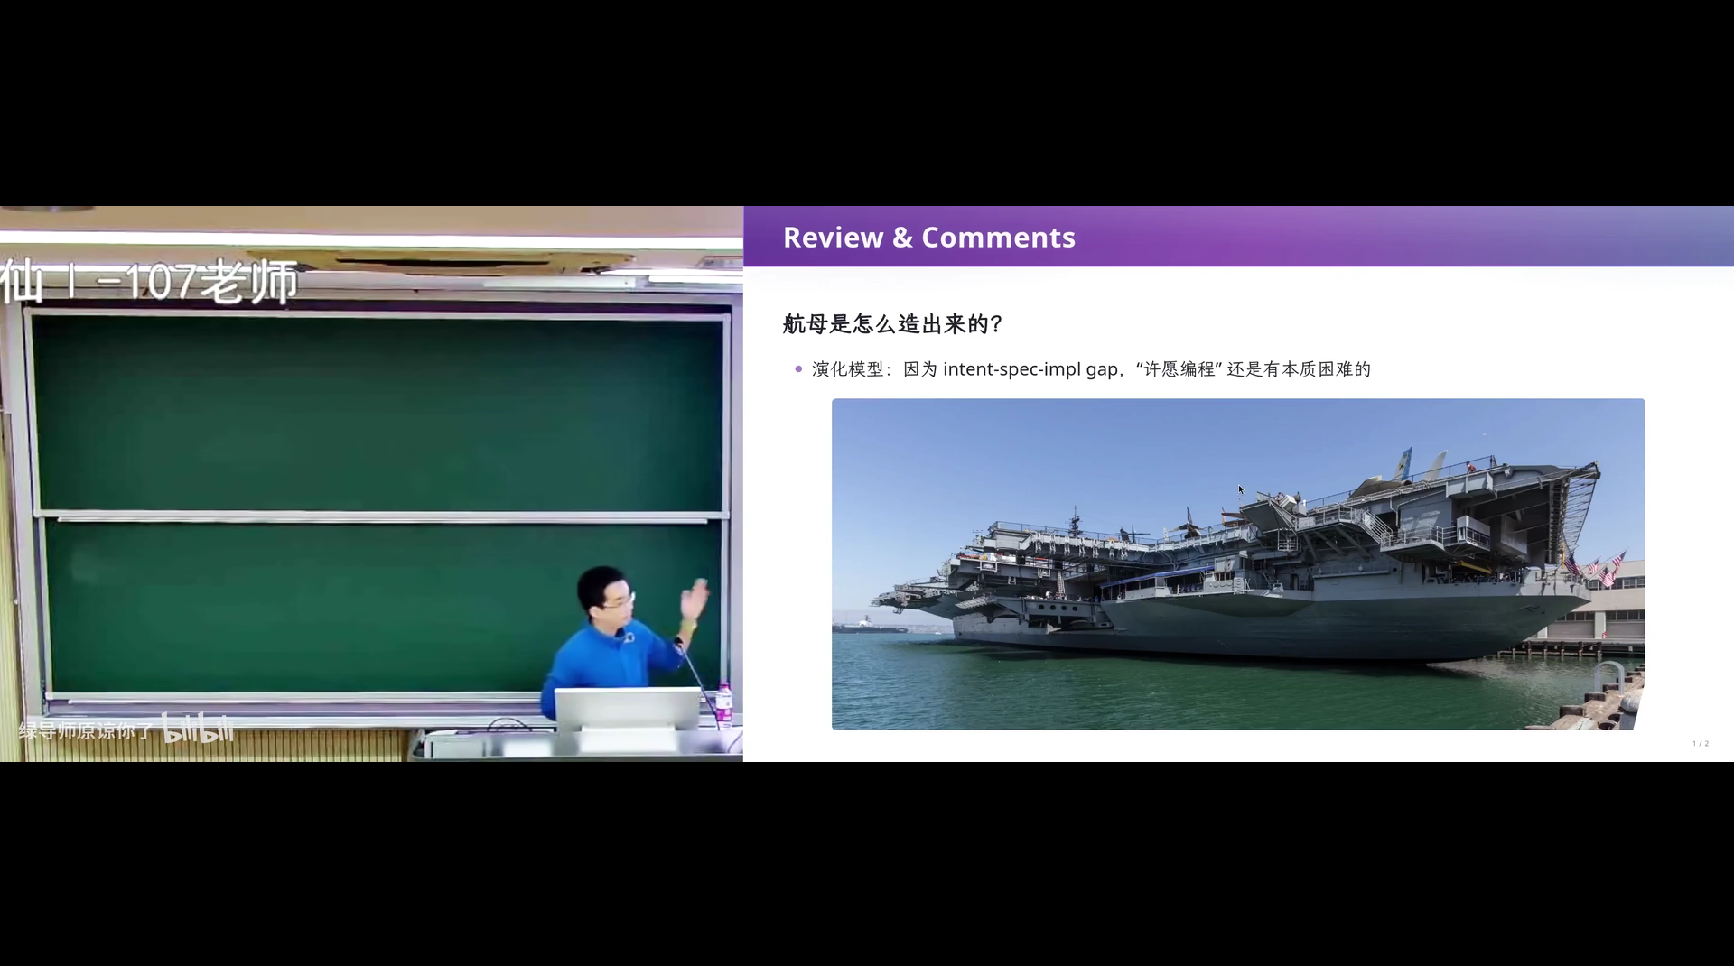 仙Ⅰ-107老师
绿导师原谅你了 bilibili
Review & Comments
航母是怎么造出来的？
• 演化模型：因为 intent-spec-impl gap，“许愿编程” 还是有本质困难的
1 / 2